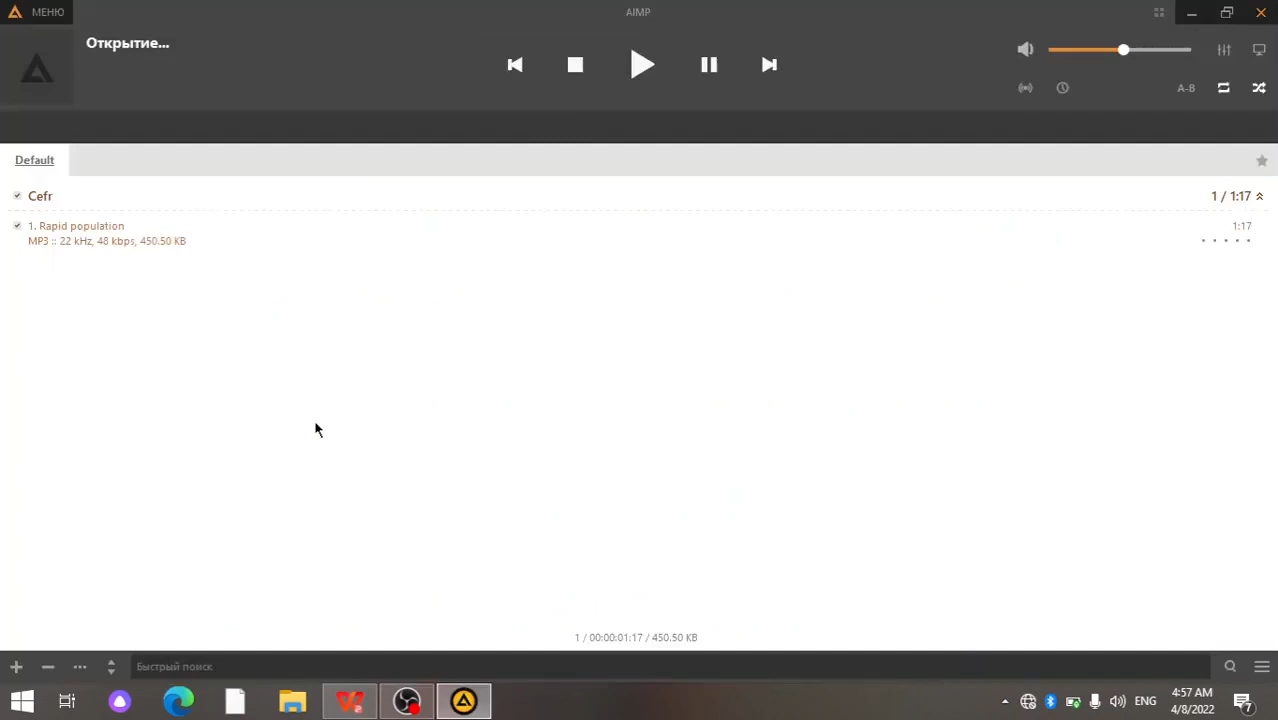 МЕНЮ
AIMP
Открытие...
A-B
Default
Cefr
1 / 1:17
1. Rapid population
1:17
MP3 :: 22 kHz, 48 kbps, 450.50 KB
1 / 00:00:01:17 / 450.50 KB
Быстрый поиск
ENG
4:57 AM
4/8/2022
7